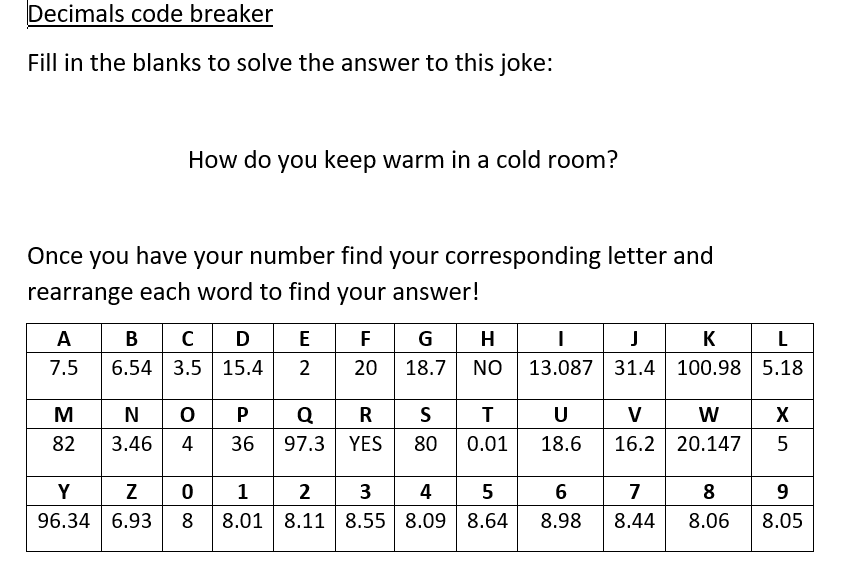 Decimals code breaker
Fill in the blanks to solve the answer to this joke:
How do you keep warm in a cold room?
Once you have your number find your corresponding letter and
rearrange each word to find your answer!
A B C D E F G H I J K L
7.5 6.54 3.5 15.4 2 20 18.7 NO 13.087 31.4 100.98 5.18
M N O P Q R S T U V W X
82 3.46 4 36 97.3 YES 80 0.01 18.6 16.2 20.147 5
Y Z 0 1 2 3 4 5 6 7 8 9
96.34 6.93 8 8.01 8.11 8.55 8.09 8.64 8.98 8.44 8.06 8.05